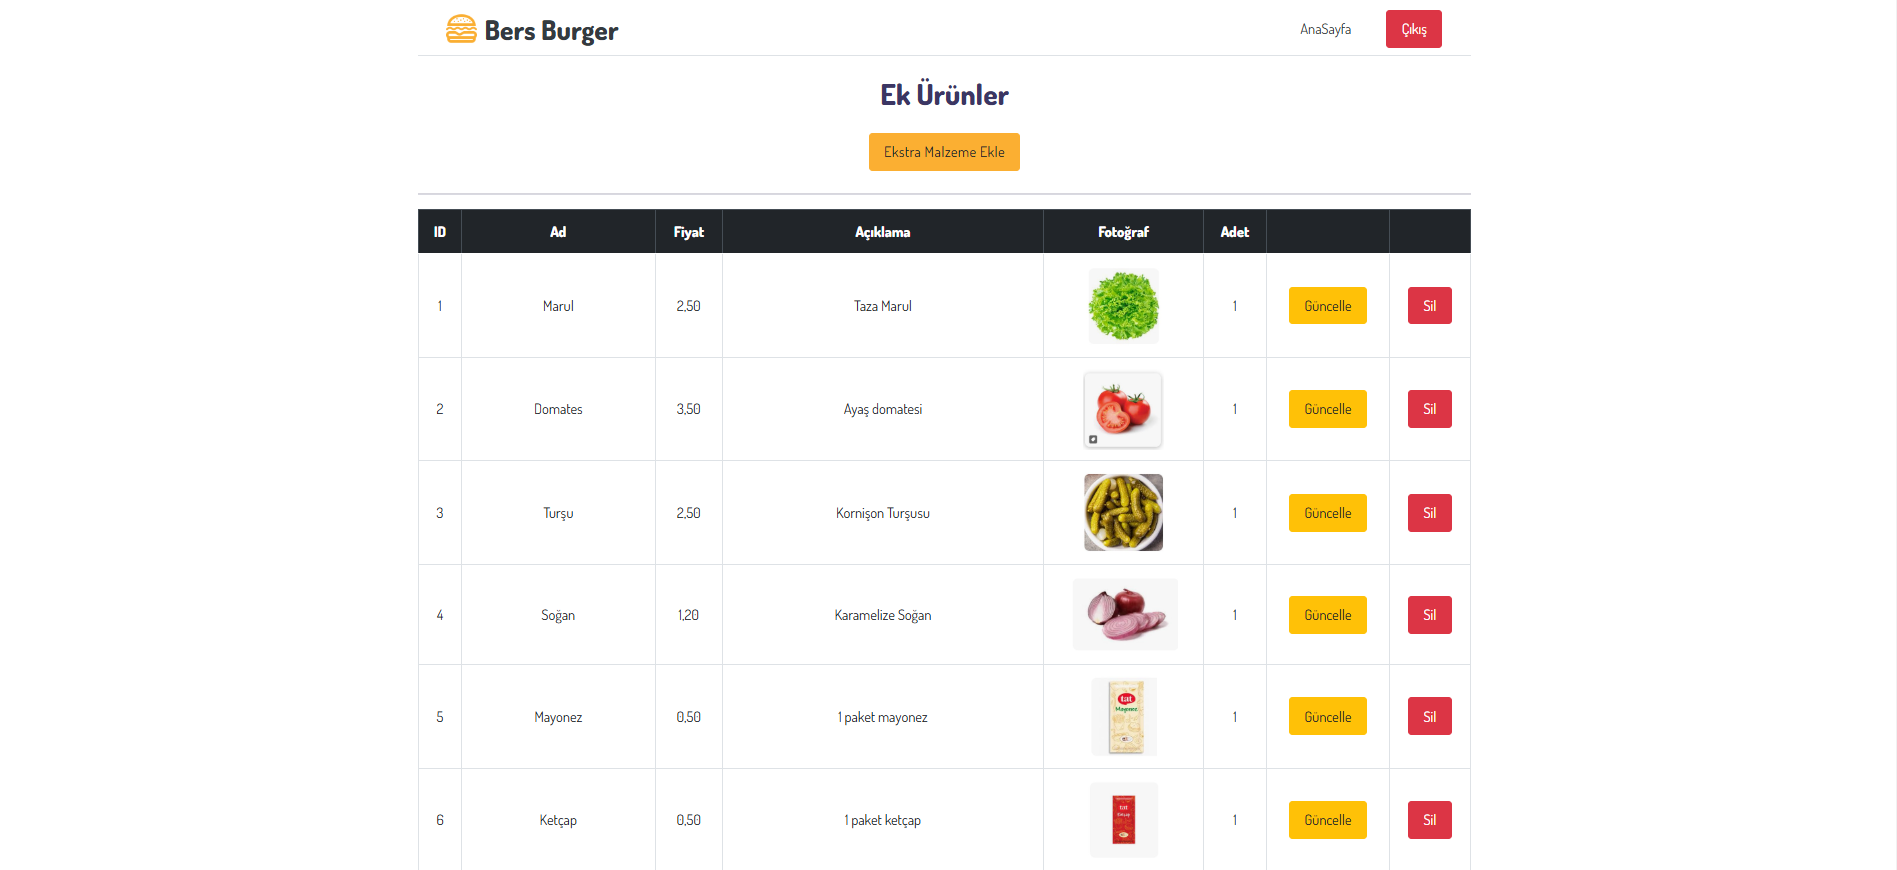 Bers Burger
AnaSayfa
Çıkış
Ek Ürünler
Ekstra Malzeme Ekle
ID Ad Fiyat Açıklama Fotoğraf Adet
1 Marul 2,50 Taza Marul 1 Güncelle Sil
2 Domates 3,50 Ayaş domatesi 1 Güncelle Sil
3 Turşu 2,50 Kornişon Turşusu 1 Güncelle Sil
4 Soğan 1,20 Karamelize Soğan 1 Güncelle Sil
tat
Mayonez
5 Mayonez 0,50 1 paket mayonez 1 Güncelle Sil
tat
Ketçap
6 Ketçap 0,50 1 paket ketçap 1 Güncelle Sil